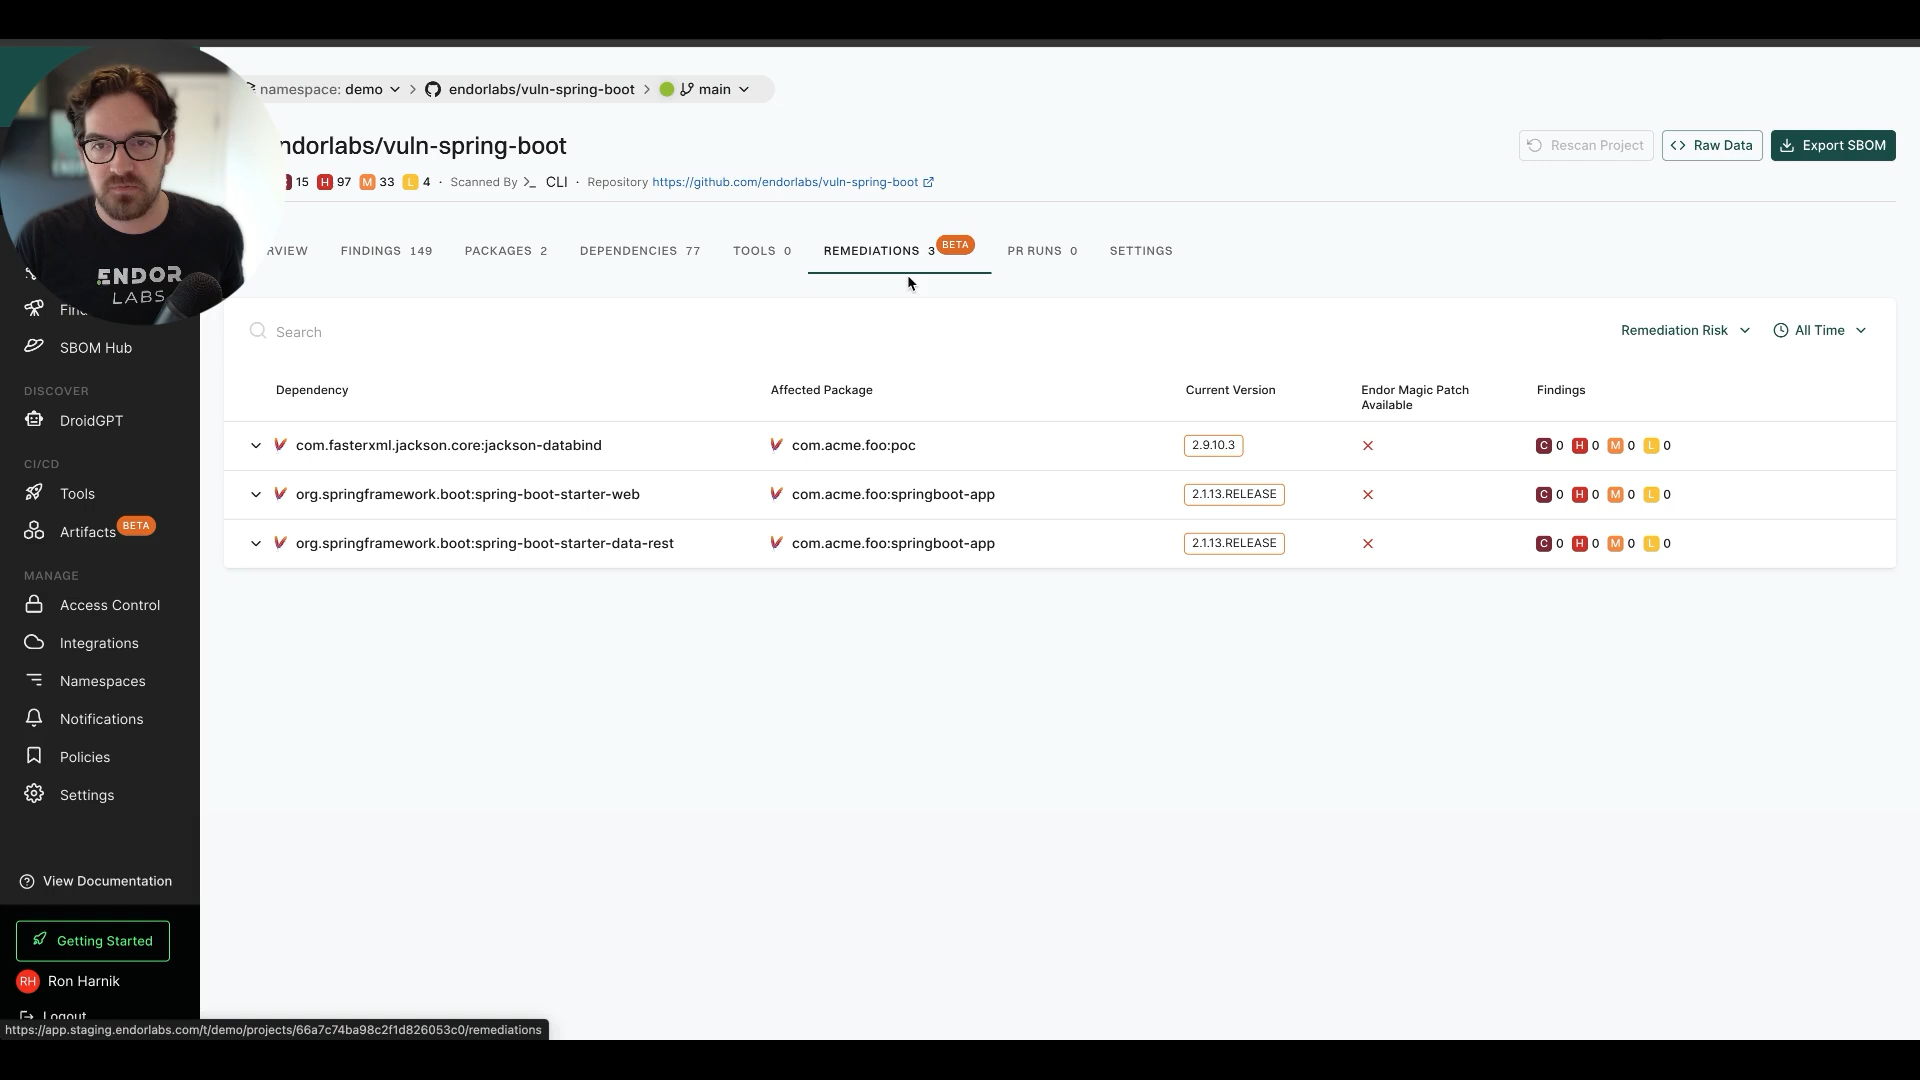 namespace: demo > endorlabs/vuln-spring-boot > main
ndorlabs/vuln-spring-boot
Rescan Project
Raw Data
Export SBOM
15 H 97 M 33 L 4 · Scanned By CLI · Repository https://github.com/endorlabs/vuln-spring-boot
RVIEW
FINDINGS 149
PACKAGES 2
DEPENDENCIES 77
TOOLS 0
REMEDIATIONS 3 BETA
PR RUNS 0
SETTINGS
ENDOR
LABS
Search
Remediation Risk
All Time
Dependency
Affected Package
Current Version
Endor Magic Patch
Available
Findings
com.fasterxml.jackson.core:jackson-databind
com.acme.foo:poc
2.9.10.3
C 0 H 0 M 0 L 0
org.springframework.boot:spring-boot-starter-web
com.acme.foo:springboot-app
2.1.13.RELEASE
C 0 H 0 M 0 L 0
org.springframework.boot:spring-boot-starter-data-rest
com.acme.foo:springboot-app
2.1.13.RELEASE
C 0 H 0 M 0 L 0
SBOM Hub
DISCOVER
DroidGPT
CI/CD
Tools
Artifacts BETA
MANAGE
Access Control
Integrations
Namespaces
Notifications
Policies
Settings
View Documentation
Getting Started
RH Ron Harnik
Logout
https://app.staging.endorlabs.com/t/demo/projects/66a7c74ba98c2f1d826053c0/remediations